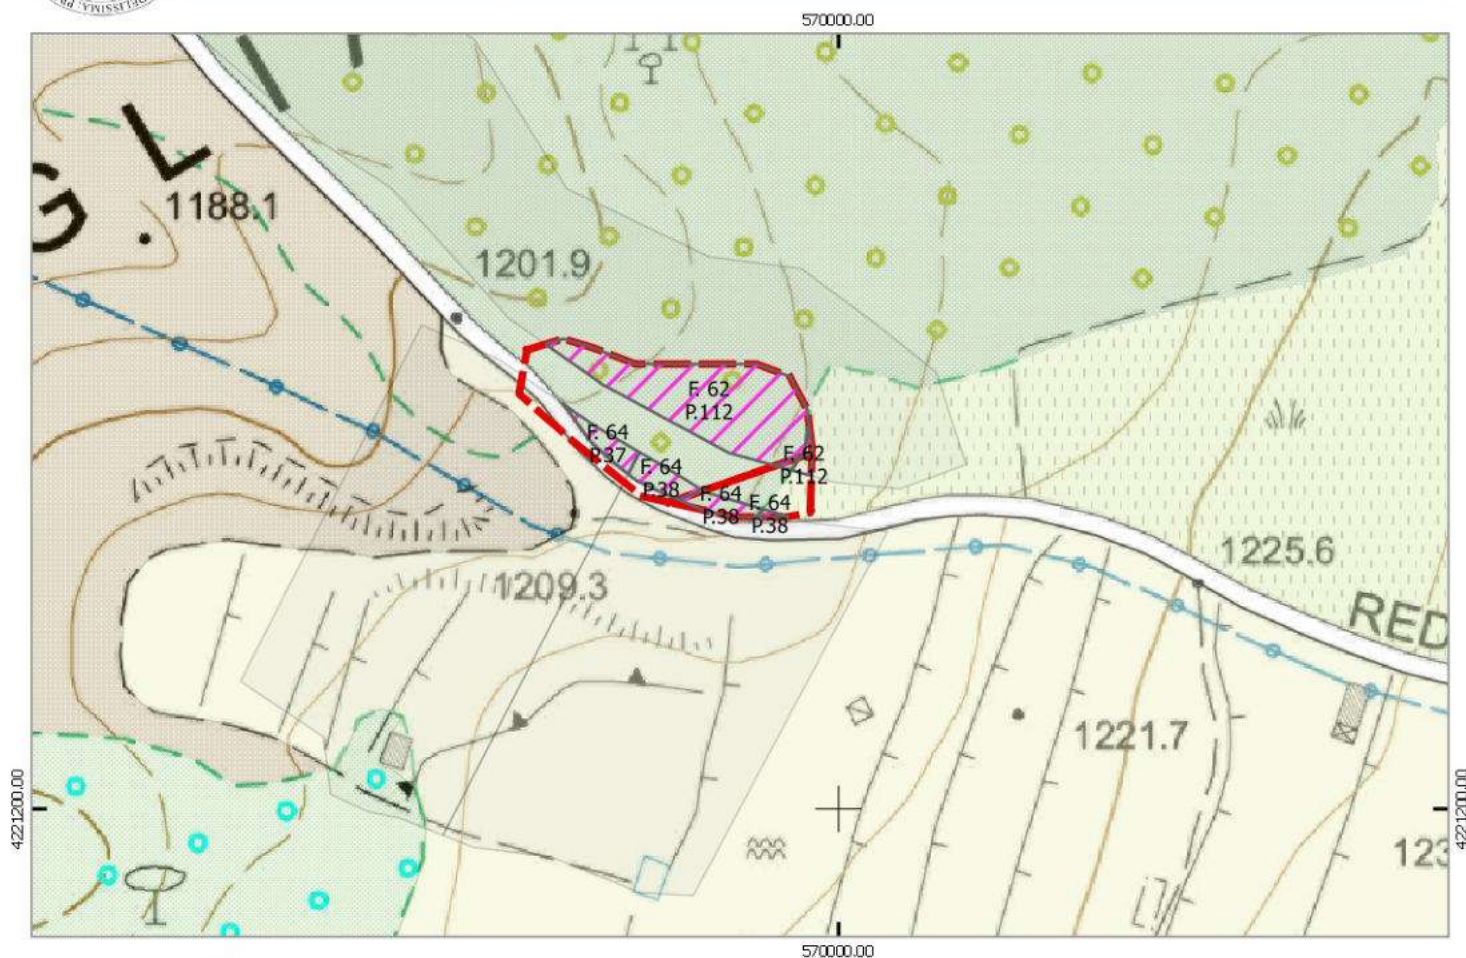 570000.00
L
G
1188.1
1201.9
F. 62
P.112
F. 64
P.37
F. 62
P.112
F. 64
P.38
F. 64
P.38
F. 64
P.38
1209.3
1225.6
RED
1221.7
4221200.00
4221200.00
123
570000.00